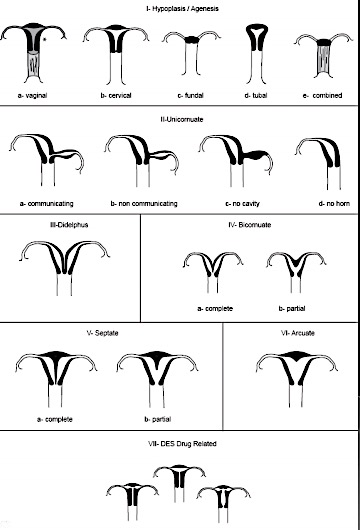 I- Hypoplasis / Agenesis
a- vaginal b- cervical c- fundal d- tubal e- combined
II-Unicornuate
a- communicating b- non communicating c- no cavity d- no horn
III-Didelphus IV- Bicornuate
a- complete b- partial
V- Septate VI- Arcuate
a- complete b- partial
VII- DES Drug Related